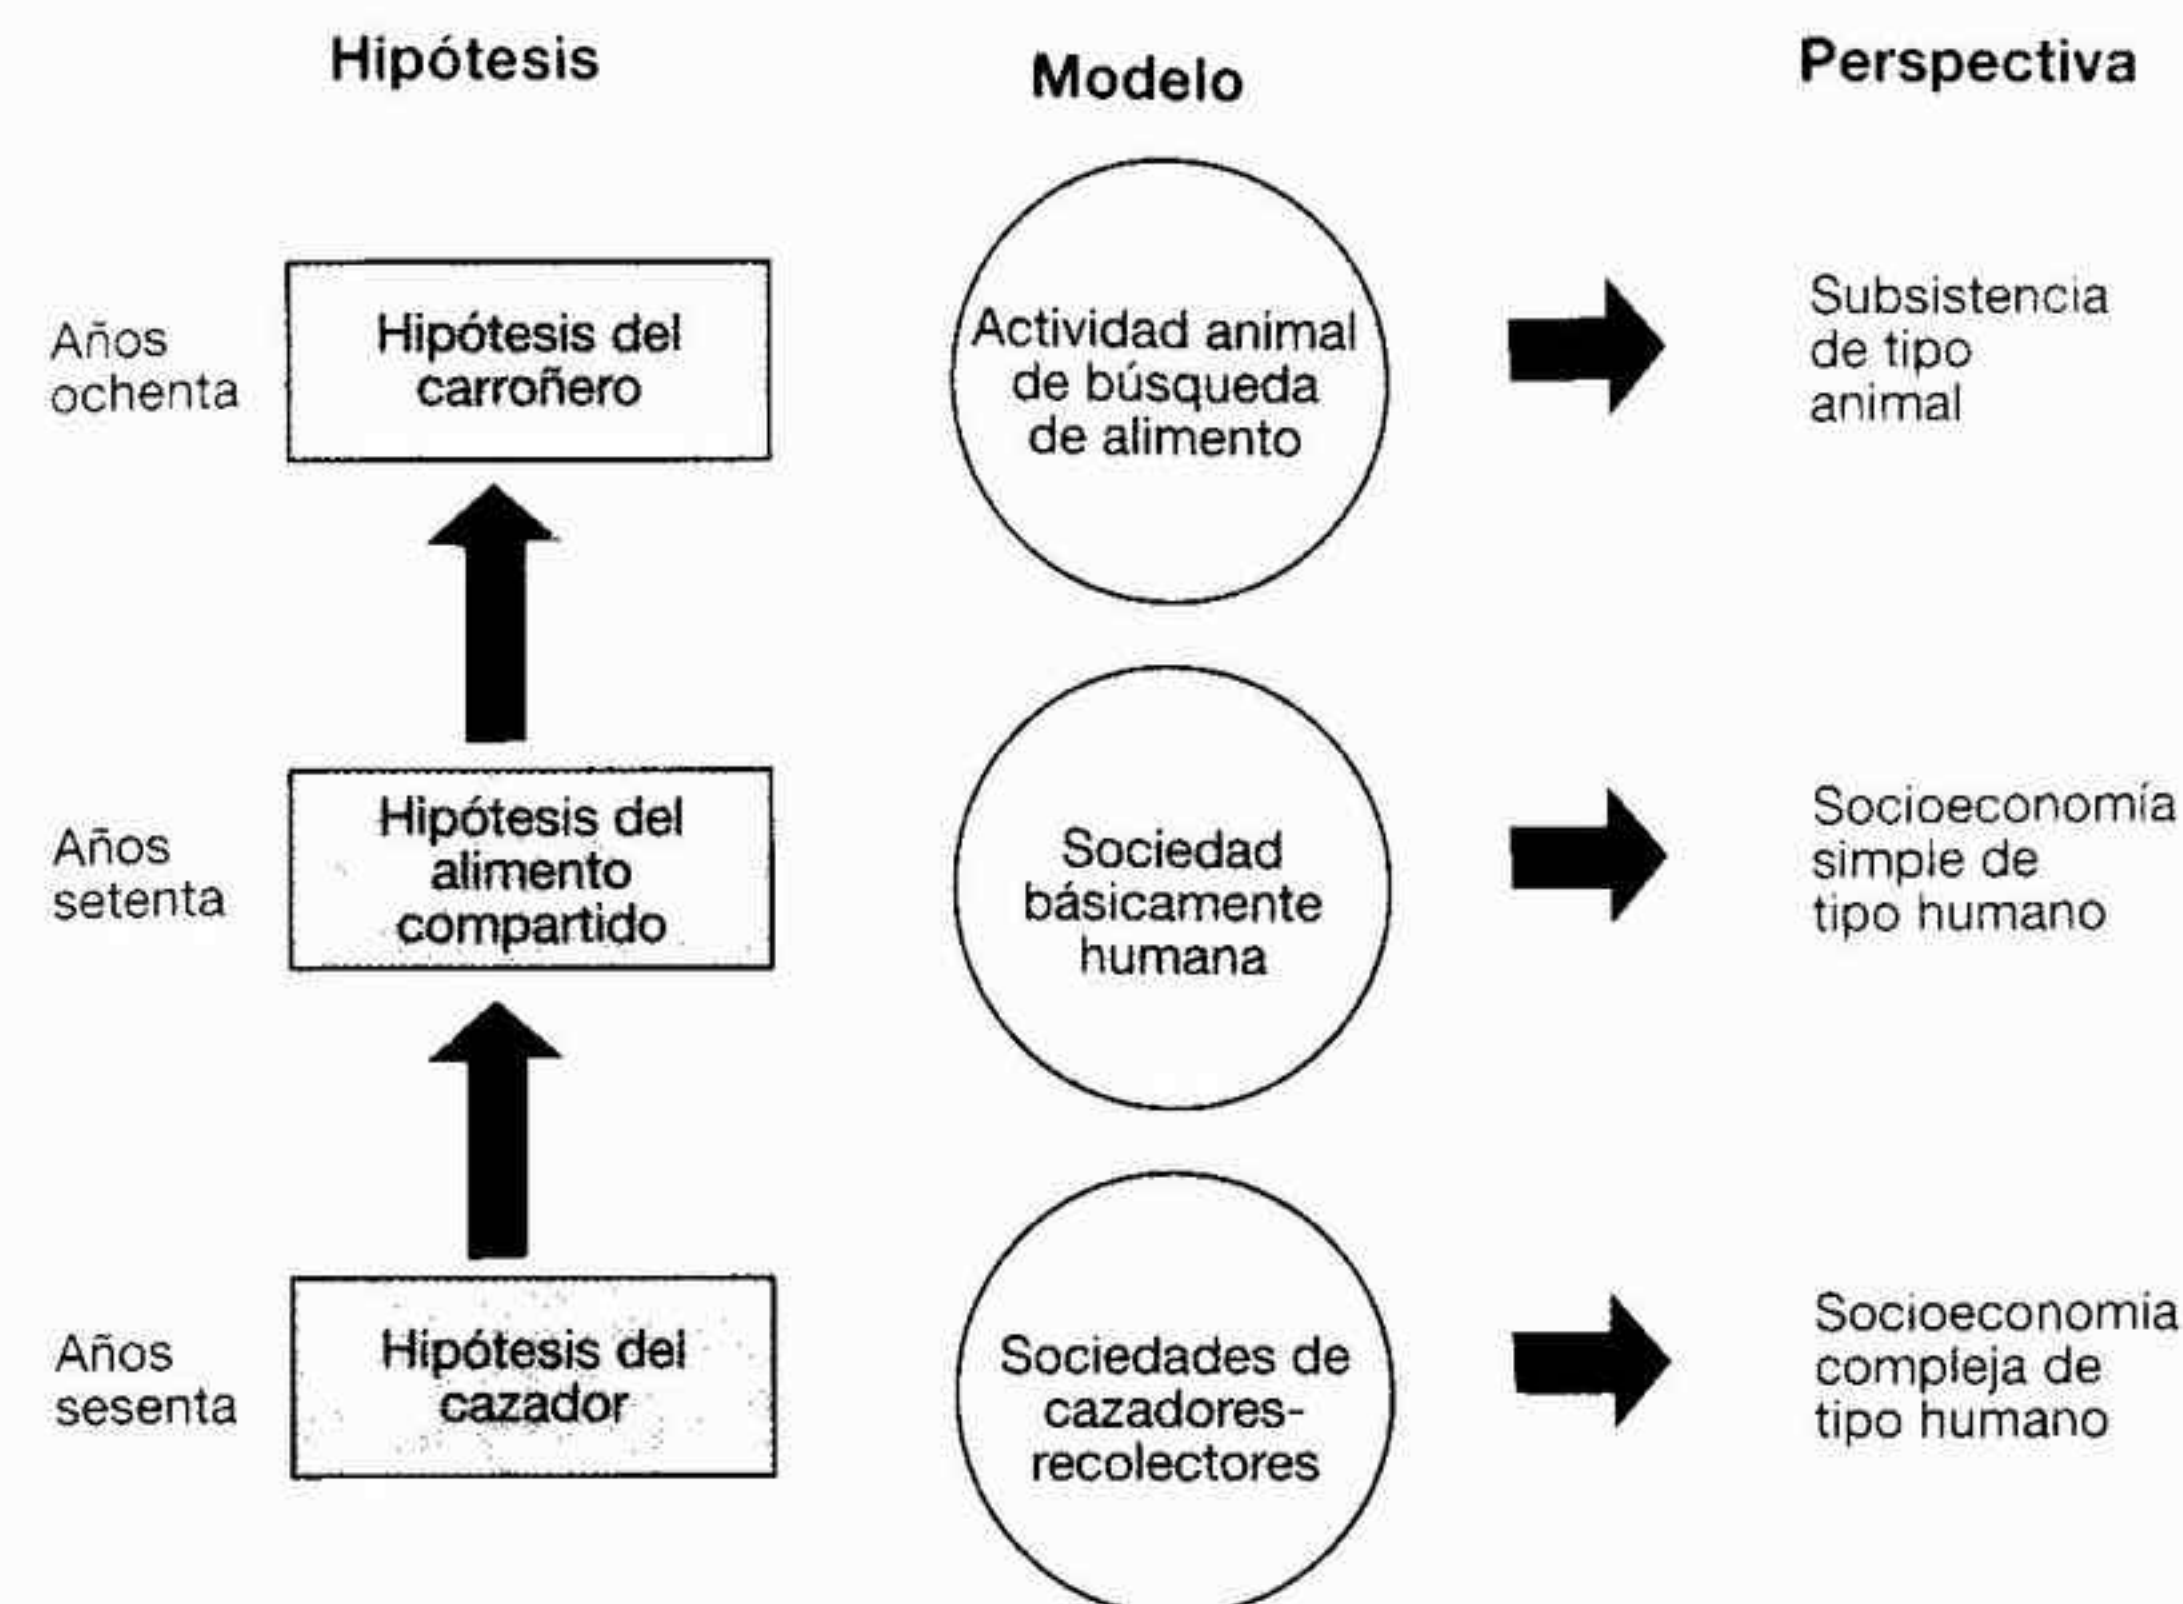 Hipótesis
Modelo
Perspectiva
Años
ochenta
Hipótesis del
carroñero
Actividad animal
de búsqueda
de alimento
Subsistencia
de tipo
animal
Años
setenta
Hipótesis del
alimento
compartido
Sociedad
básicamente
humana
Socioeconomía
simple de
tipo humano
Años
sesenta
Hipótesis del
cazador
Sociedades de
cazadores-
recolectores
Socioeconomia
compleja de
tipo humano